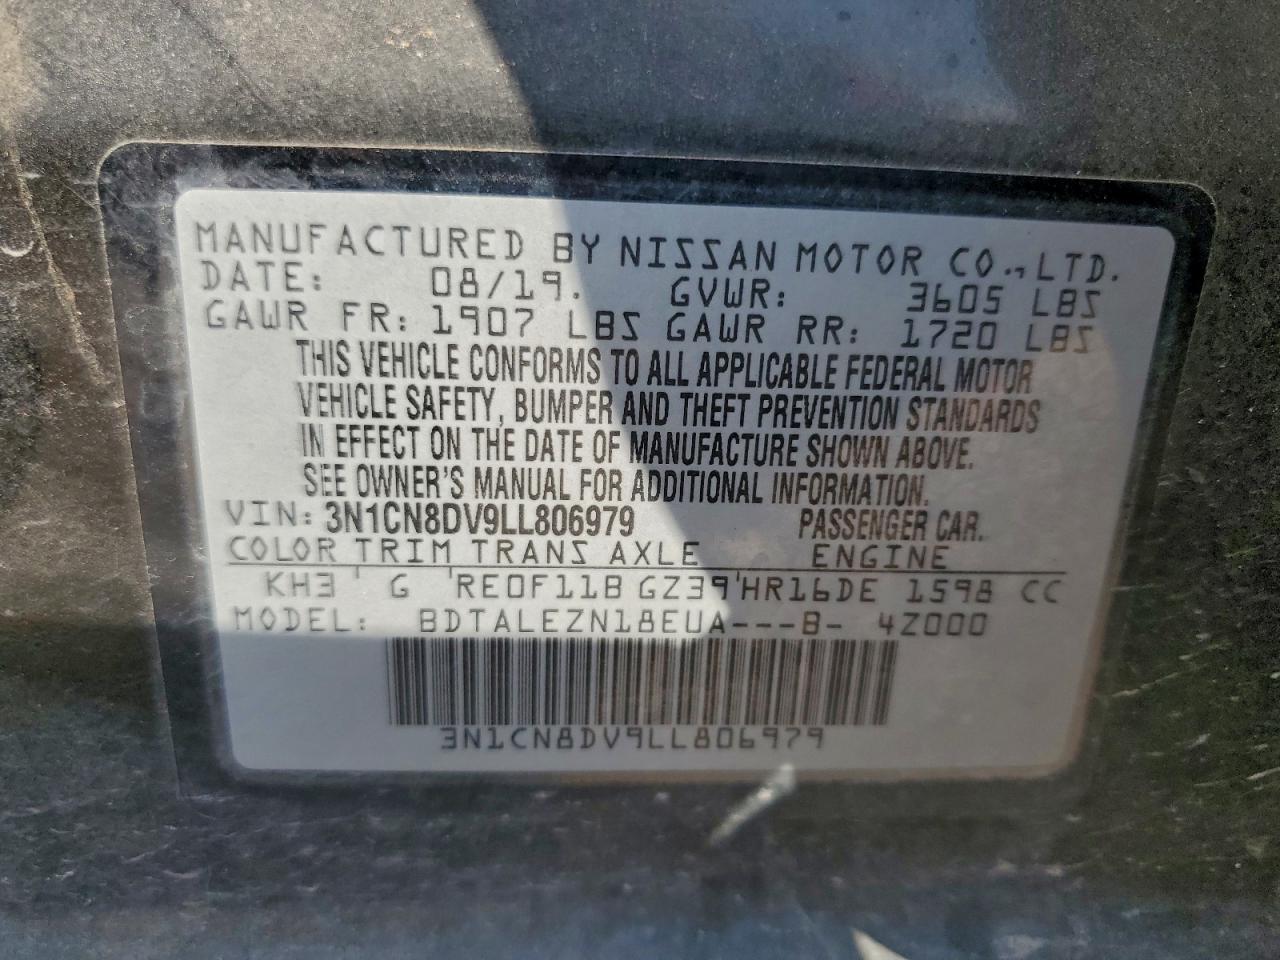 MANUFACTURED BY NISSAN MOTOR CO., LTD.
DATE: 08/19. GVWR: 3605 LBS
GAWR FR: 1907 LBS GAWR RR: 1720 LBS
THIS VEHICLE CONFORMS TO ALL APPLICABLE FEDERAL MOTOR
VEHICLE SAFETY, BUMPER AND THEFT PREVENTION STANDARDS
IN EFFECT ON THE DATE OF MANUFACTURE SHOWN ABOVE.
SEE OWNER'S MANUAL FOR ADDITIONAL INFORMATION.
VIN: 3N1CN8DV9LL806979 PASSENGER CAR.
COLOR TRIM TRANS AXLE ENGINE
KH3 ' G ' RE0F11B GZ39'HR16DE 1598 CC
MODEL: BDTALEZN18EUA---B- 4Z000
3N1CN8DV9LL806979